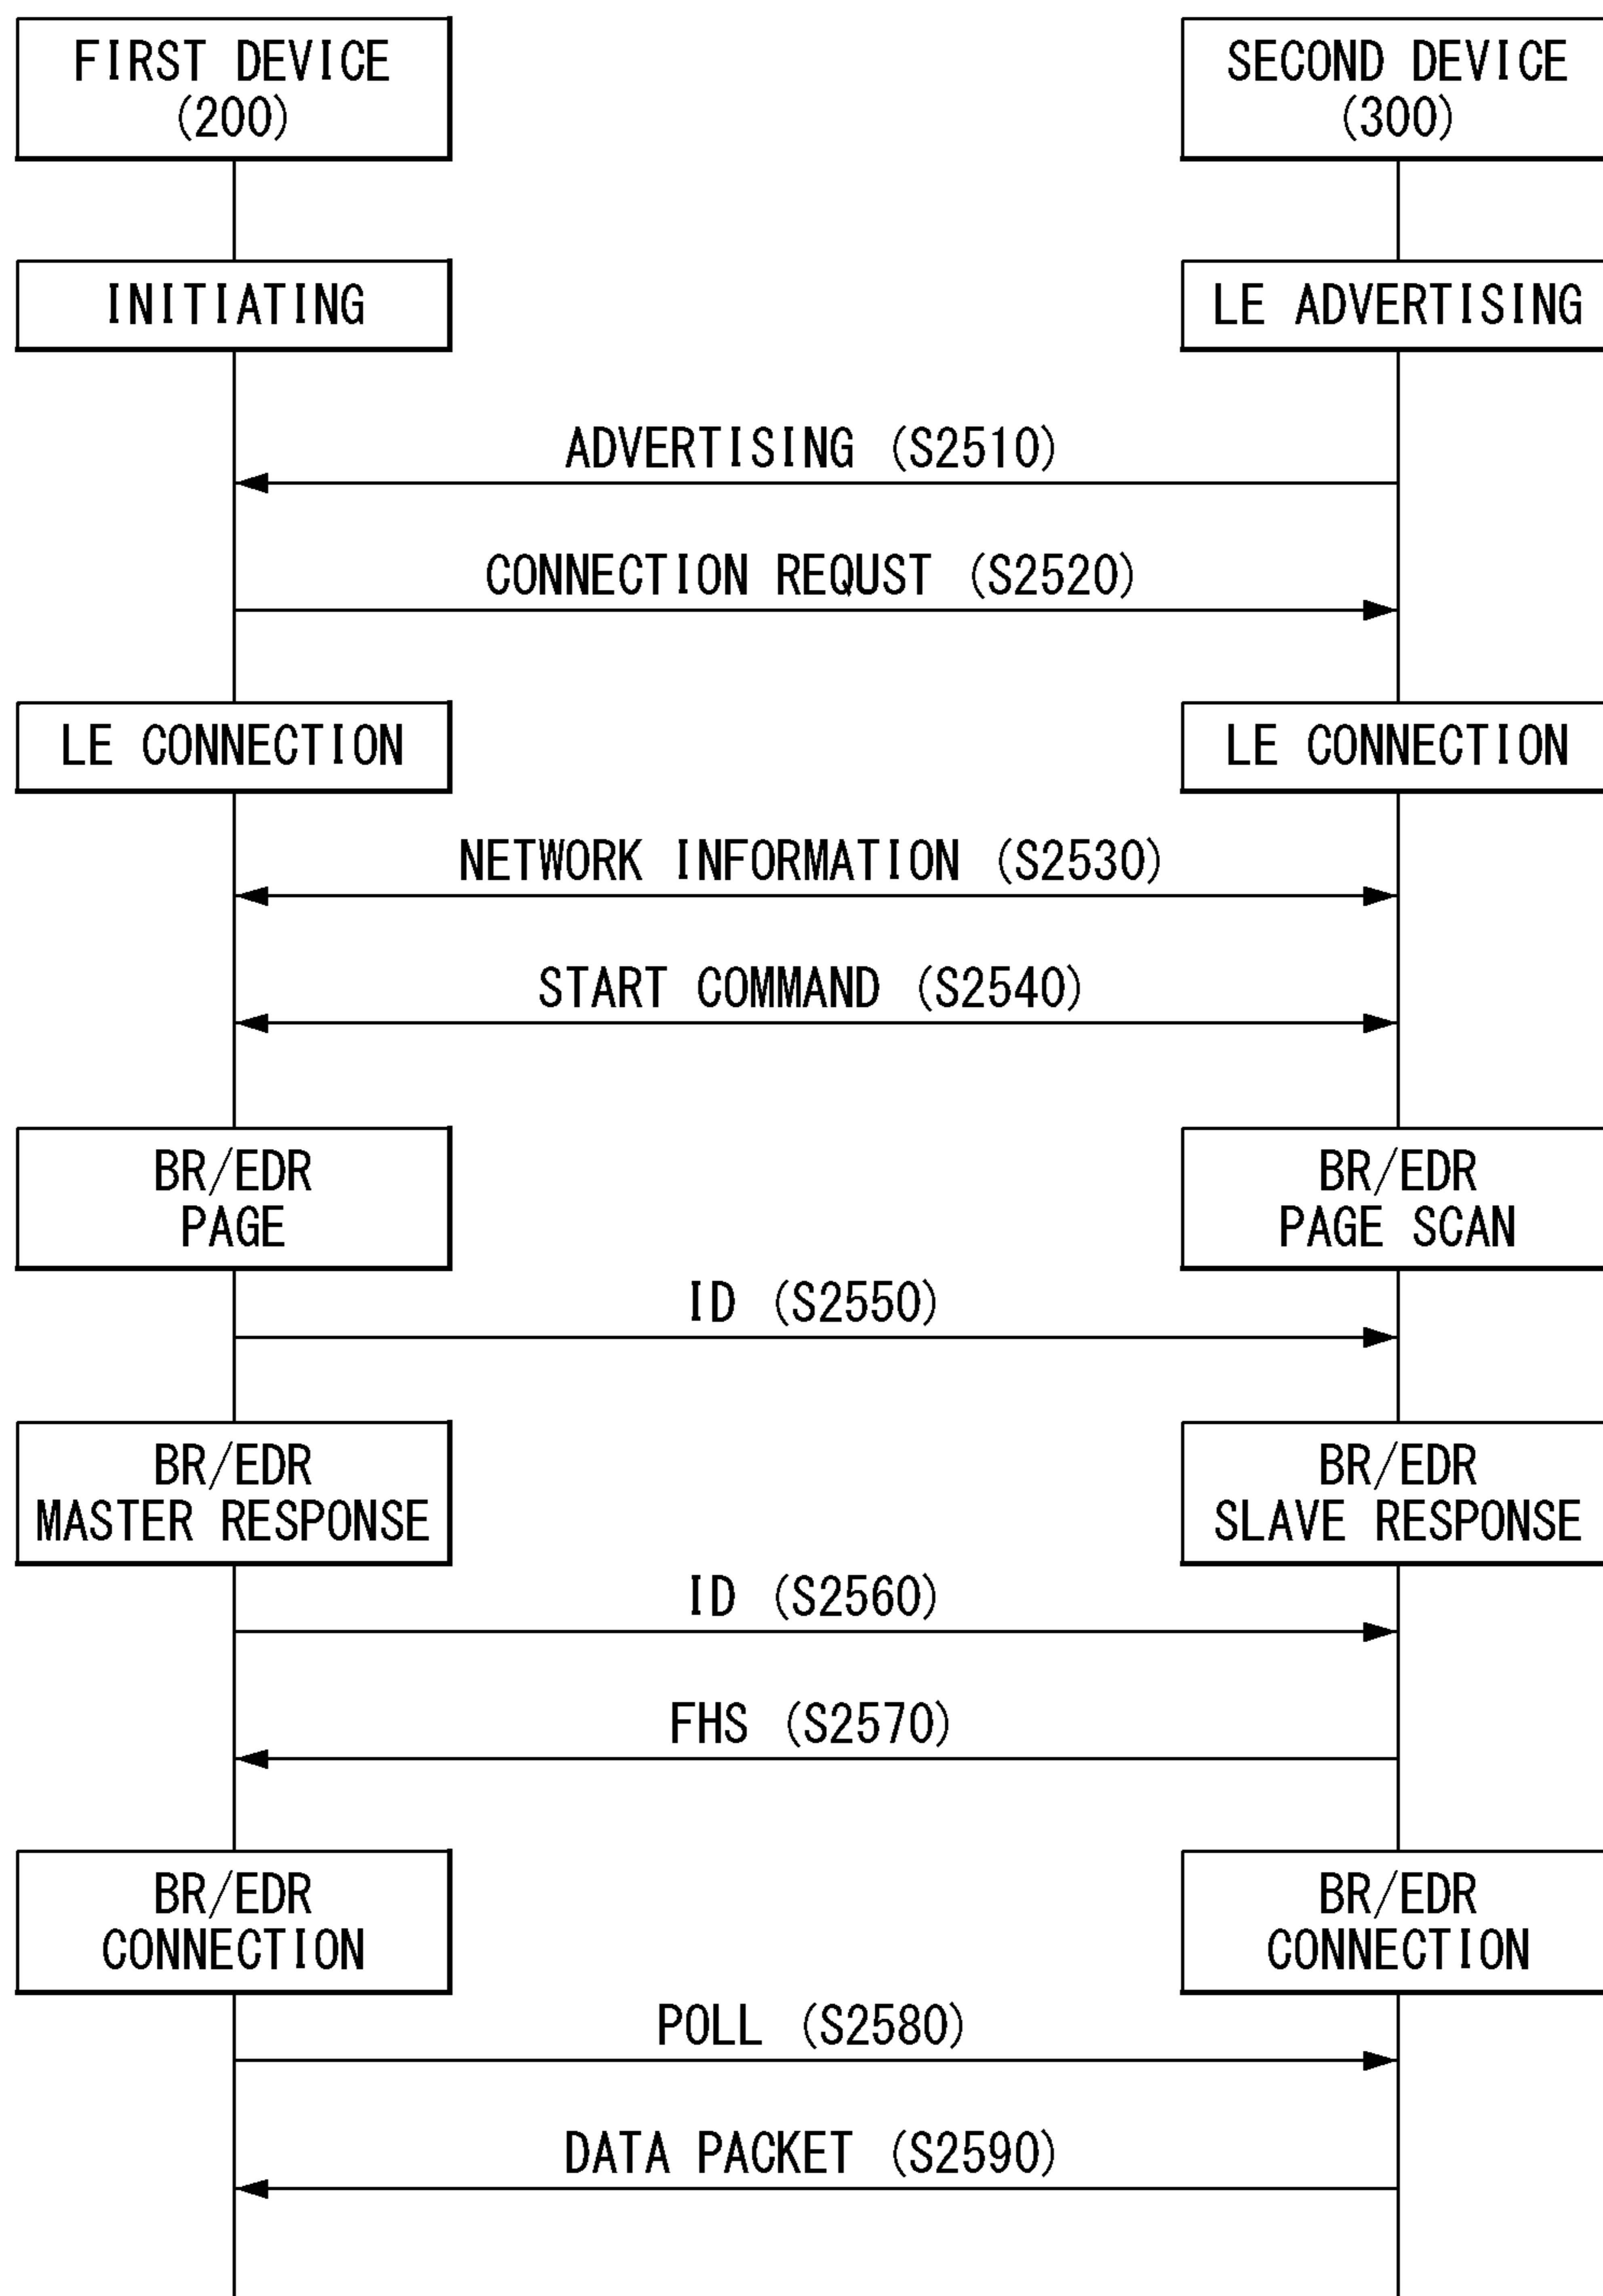 FIRST DEVICE
(200)
SECOND DEVICE
(300)
INITIATING
LE ADVERTISING
ADVERTISING (S2510)
CONNECTION REQUST (S2520)
LE CONNECTION
LE CONNECTION
NETWORK INFORMATION (S2530)
START COMMAND (S2540)
BR/EDR
PAGE
BR/EDR
PAGE SCAN
ID (S2550)
BR/EDR
MASTER RESPONSE
BR/EDR
SLAVE RESPONSE
ID (S2560)
FHS (S2570)
BR/EDR
CONNECTION
BR/EDR
CONNECTION
POLL (S2580)
DATA PACKET (S2590)